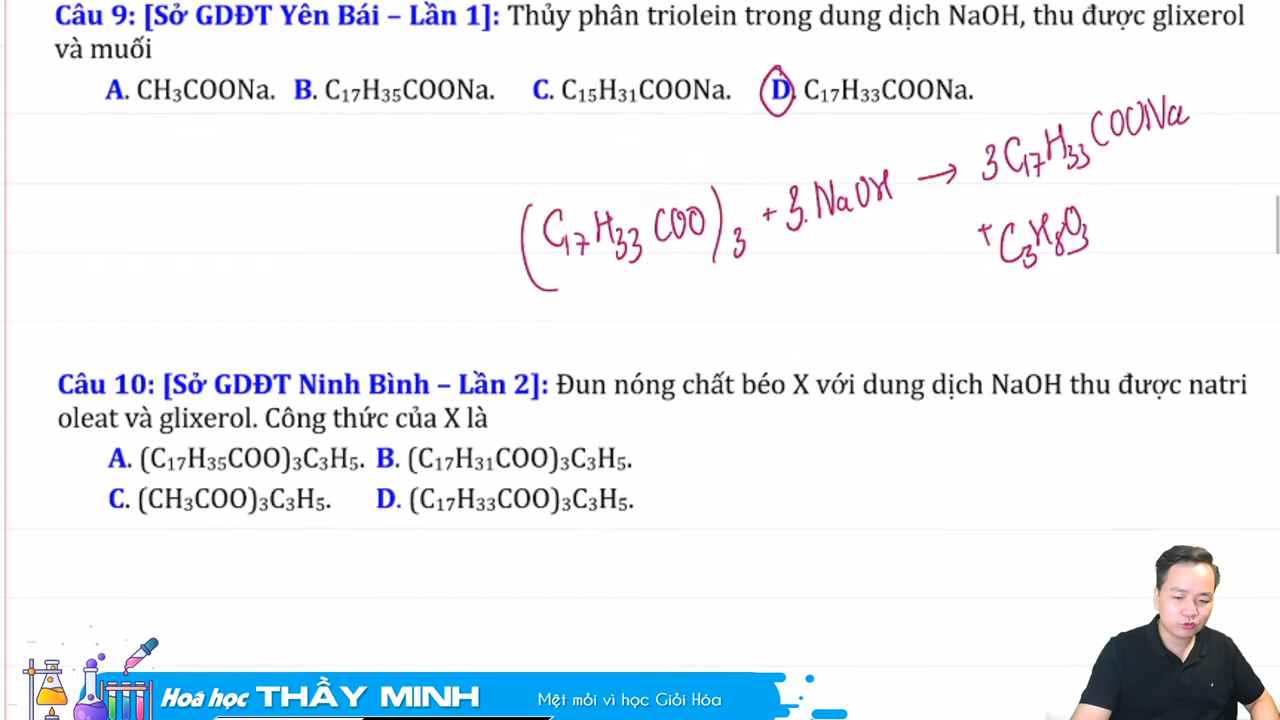 Câu 9: [Sở GDĐT Yên Bái – Lần 1]: Thủy phân triolein trong dung dịch NaOH, thu được glixerol
và muối
A. CH₃COONa. B. C₁₇H₃₅COONa. C. C₁₅H₃₁COONa. D. C₁₇H₃₃COONa.
(C₁₇H₃₃COO)₃ + 3.NaOH → 3C₁₇H₃₃COONa
+ C₃H₈O₃
Câu 10: [Sở GDĐT Ninh Bình – Lần 2]: Đun nóng chất béo X với dung dịch NaOH thu được natri
oleat và glixerol. Công thức của X là
A. (C₁₇H₃₅COO)₃C₃H₅. B. (C₁₇H₃₁COO)₃C₃H₅.
C. (CH₃COO)₃C₃H₅. D. (C₁₇H₃₃COO)₃C₃H₅.
Hoá học THẦY MINH Mệt mỏi vì học Giỏi Hóa